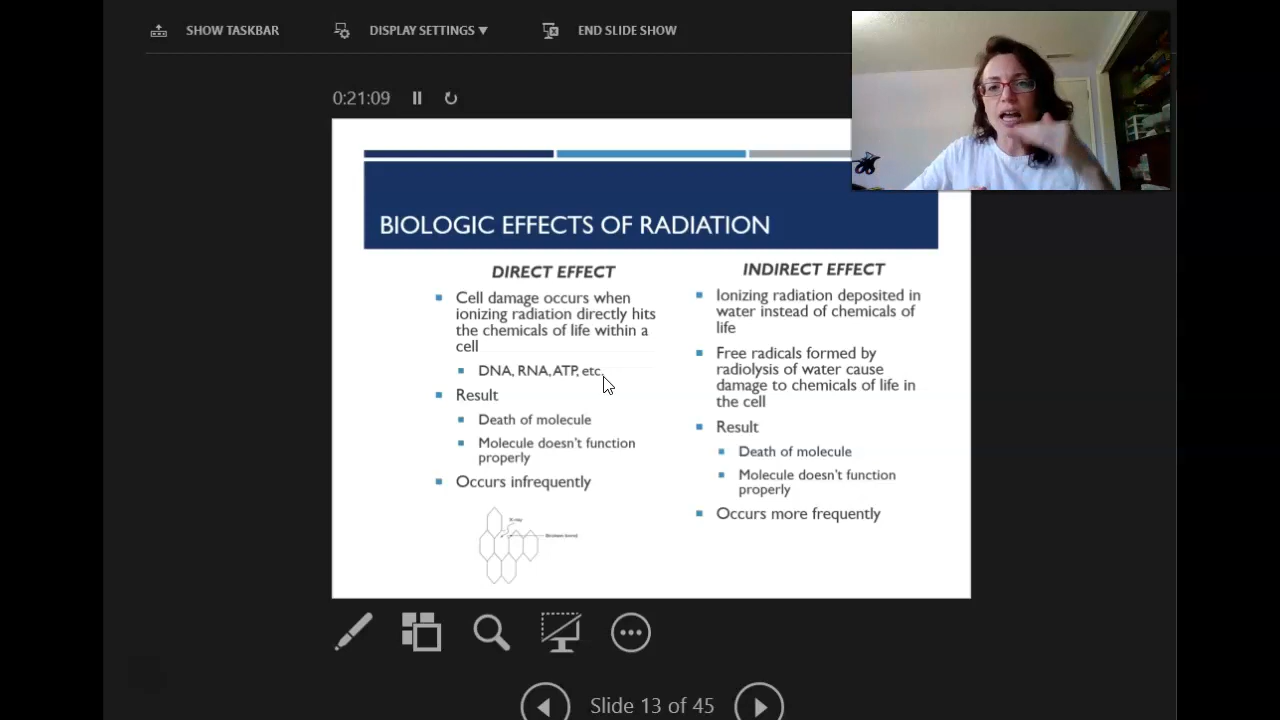 SHOW TASKBAR
DISPLAY SETTINGS
END SLIDE SHOW
0:21:09
BIOLOGIC EFFECTS OF RADIATION
DIRECT EFFECT
Cell damage occurs when
ionizing radiation directly hits
the chemicals of life within a
cell
DNA, RNA, ATP, etc.
Result
Death of molecule
Molecule doesn't function
properly
Occurs infrequently
X-ray
INDIRECT EFFECT
Ionizing radiation deposited in
water instead of chemicals of
life
Free radicals formed by
radiolysis of water cause
damage to chemicals of life in
the cell
Result
Death of molecule
Molecule doesn't function
properly
Occurs more frequently
Slide 13 of 45